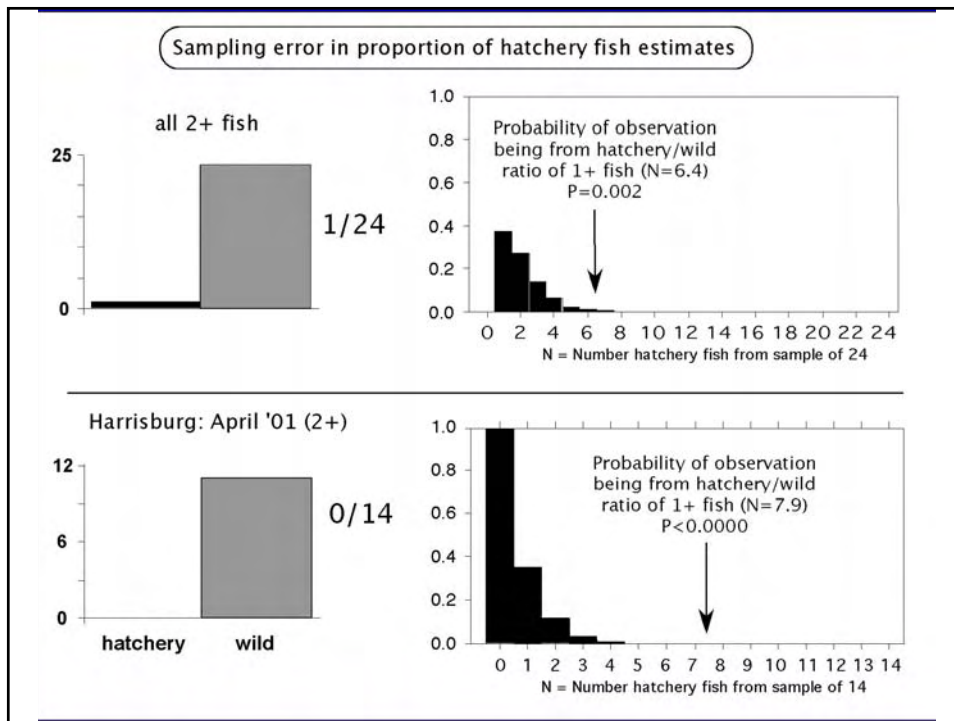 Sampling error in proportion of hatchery fish estimates
all 2+ fish
25
0
1/24
1.0
0.8
0.6
0.4
0.2
0.0
Probability of observation
being from hatchery/wild
ratio of 1+ fish (N=6.4)
P=0.002
0 2 4 6 8 10 12 14 16 18 20 22 24
N = Number hatchery fish from sample of 24
Harrisburg: April '01 (2+)
12
6
0
0/14
hatchery wild
1.0
0.8
0.6
0.4
0.2
0.0
Probability of observation
being from hatchery/wild
ratio of 1+ fish (N=7.9)
P<0.0000
0 1 2 3 4 5 6 7 8 9 10 11 12 13 14
N = Number hatchery fish from sample of 14